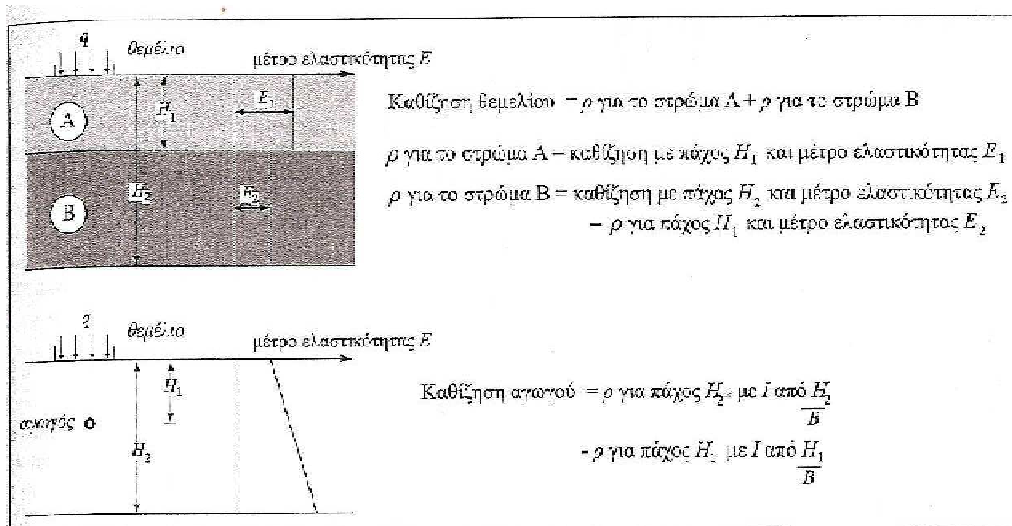 q θεμέλιο
μέτρο ελαστικότητας E
A H₁ E₁
Καθίζηση θεμελίου = ρ για το στρώμα A + ρ για το στρώμα B
ρ για το στρώμα A – καθίζηση με πάχος H₁ και μέτρο ελαστικότητας E₁
B H₂ E₂
ρ για το στρώμα B = καθίζηση με πάχος H₂ και μέτρο ελαστικότητας E₂
– ρ για πάχος H₁ και μέτρο ελαστικότητας E₂
q θεμέλιο
μέτρο ελαστικότητας E
H₁
αγωγός H₂
Καθίζηση αγωγού = ρ για πάχος H₂, με I από H₂
B
- ρ για πάχος με I από H₁
B